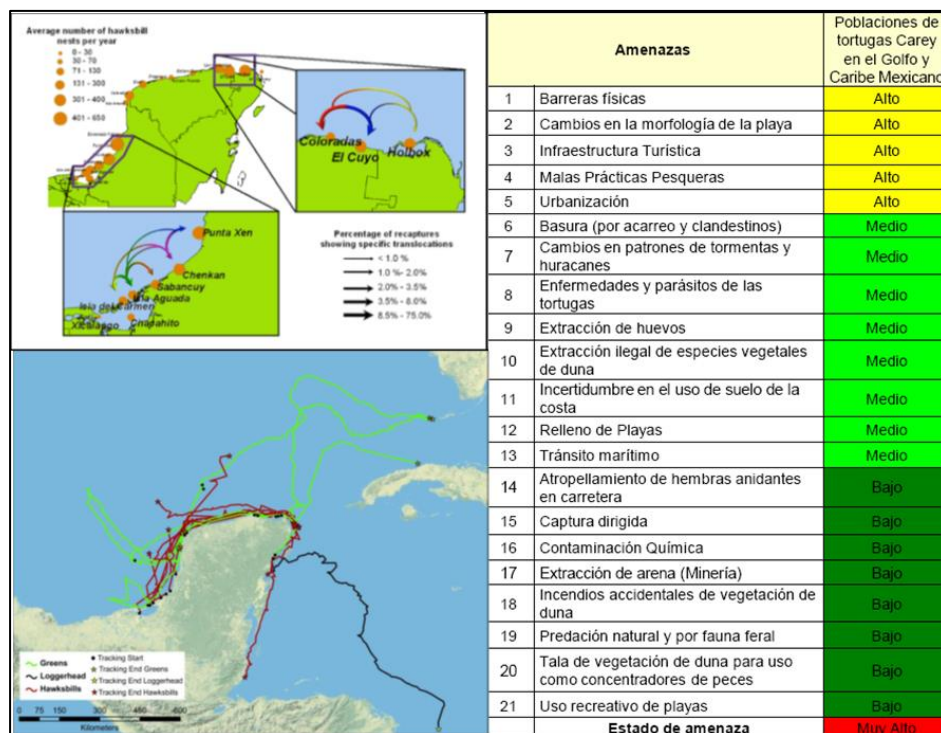 Average number of hawksbill
nests per year
0 - 30
30 - 70
71 - 130
131 - 300
301 - 400
401 - 650
Coloradas
El Cuyo
Holbox
Punta Xen
Chenkan
Sabancuy
Isla Aguada
Isla del Carmen
Xicalango
Chacahito
Percentage of recaptures
showing specific translocations
< 1.0 %
1.0 %- 2.0%
2.0% - 3.5%
3.5% - 8.0%
8.5% - 75.0%
Greens
Loggerhead
Hawksbills
Tracking Start
Tracking End Greens
Tracking End Loggerhead
Tracking End Hawksbills
0 75 150 300 450 600
Kilometers
Amenazas
Poblaciones de
tortugas Carey
en el Golfo y
Caribe Mexicano
1 Barreras físicas Alto
2 Cambios en la morfología de la playa Alto
3 Infraestructura Turística Alto
4 Malas Prácticas Pesqueras Alto
5 Urbanización Alto
6 Basura (por acarreo y clandestinos) Medio
7 Cambios en patrones de tormentas y
huracanes Medio
8 Enfermedades y parásitos de las
tortugas Medio
9 Extracción de huevos Medio
10 Extracción ilegal de especies vegetales
de duna Medio
11 Incertidumbre en el uso de suelo de la
costa Medio
12 Relleno de Playas Medio
13 Tránsito marítimo Medio
14 Atropellamiento de hembras anidantes
en carretera Bajo
15 Captura dirigida Bajo
16 Contaminación Química Bajo
17 Extracción de arena (Minería) Bajo
18 Incendios accidentales de vegetación de
duna Bajo
19 Predación natural y por fauna feral Bajo
20 Tala de vegetación de duna para uso
como concentradores de peces Bajo
21 Uso recreativo de playas Bajo
Estado de amenaza Muy Alto